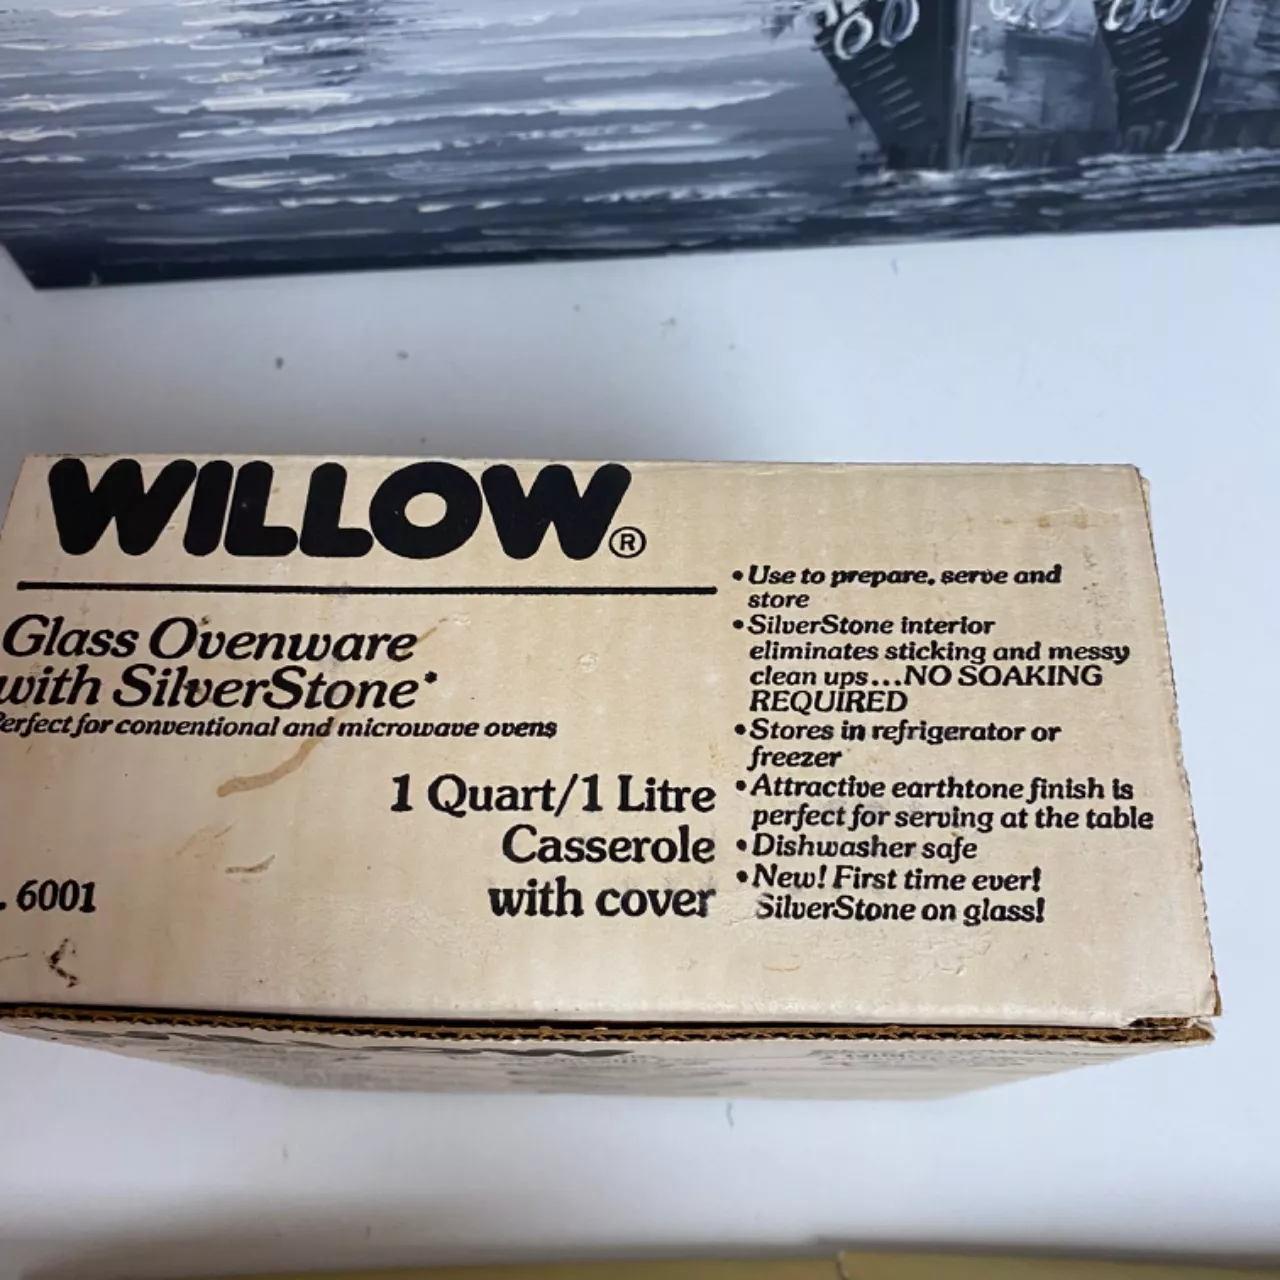 WILLOW®
Glass Ovenware
with SilverStone*
Perfect for conventional and microwave ovens
1 Quart/1 Litre
Casserole
with cover
. 6001
•Use to prepare, serve and
store
•SilverStone interior
eliminates sticking and messy
clean ups...NO SOAKING
REQUIRED
•Stores in refrigerator or
freezer
•Attractive earthtone finish is
perfect for serving at the table
•Dishwasher safe
•New! First time ever!
SilverStone on glass!